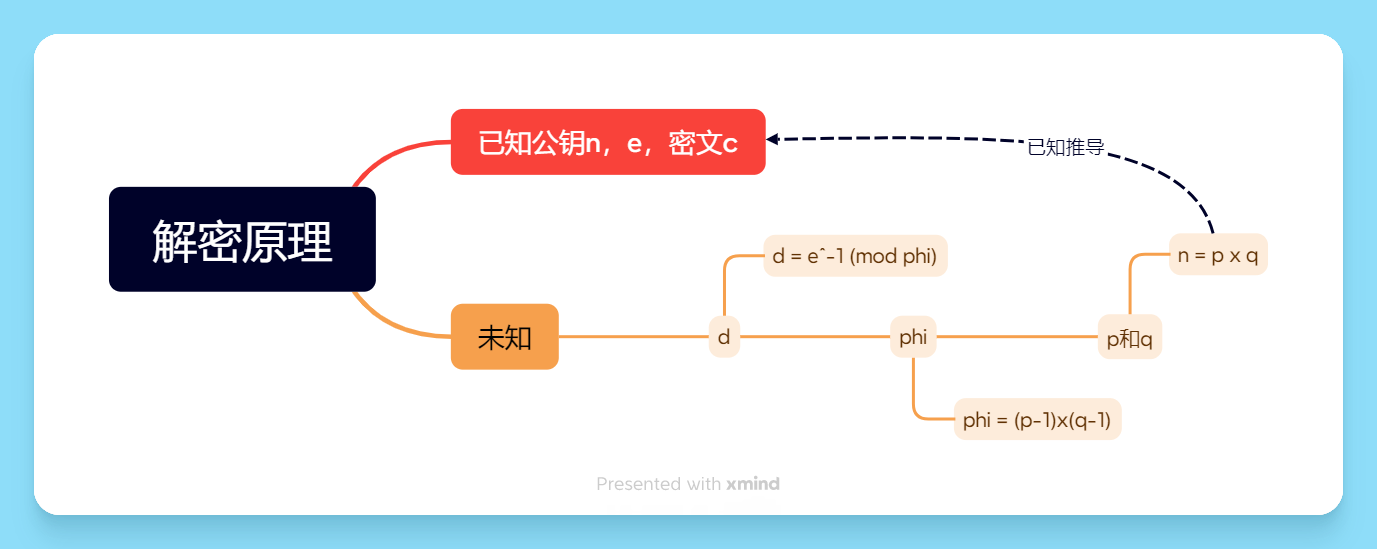 已知公钥n，e，密文c
已知推导
解密原理
d = e^-1 (mod phi)
n = p x q
未知
d
phi
p和q
phi = (p-1)x(q-1)
Presented with xmind